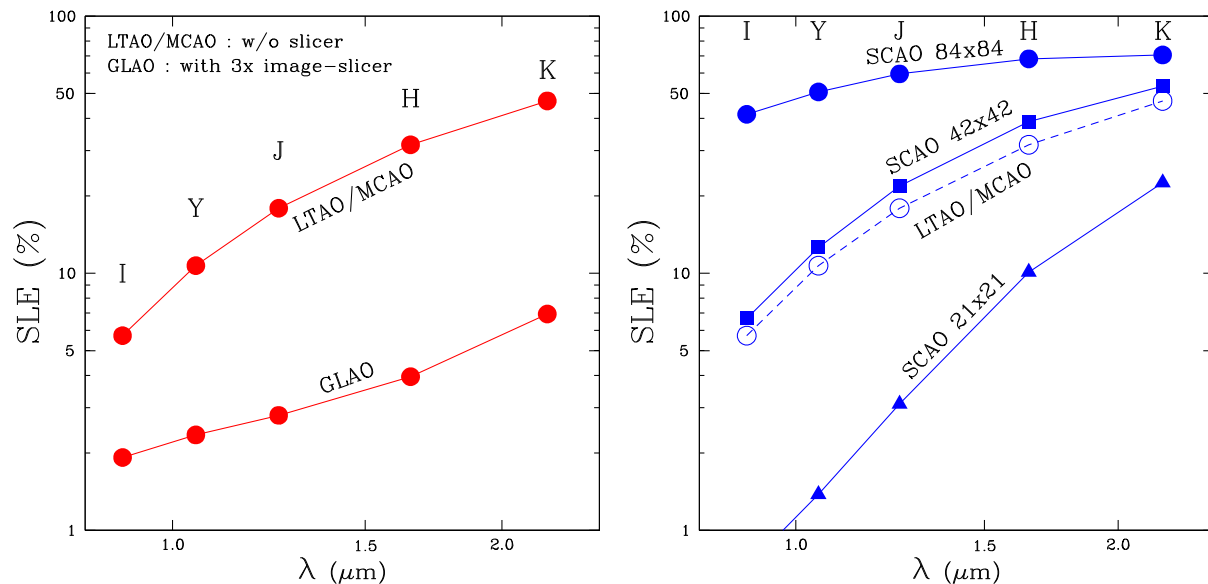 LTAO/MCAO : w/o slicer
GLAO : with 3x image-slicer
I
Y
J
H
K
LTAO/MCAO
GLAO
100
50
10
5
1
SLE (%)
1.0
1.5
2.0
λ (μm)
I
Y
J
H
K
SCAO 84x84
SCAO 42x42
LTAO/MCAO
SCAO 21x21
100
50
10
5
1
SLE (%)
1.0
1.5
2.0
λ (μm)